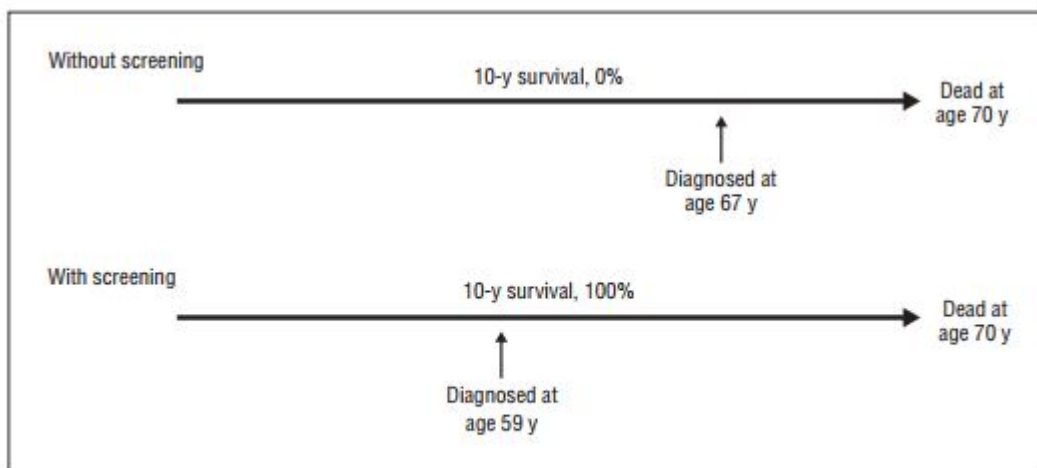 Without screening
10-y survival, 0%
Dead at
age 70 y
Diagnosed at
age 67 y
With screening
10-y survival, 100%
Dead at
age 70 y
Diagnosed at
age 59 y